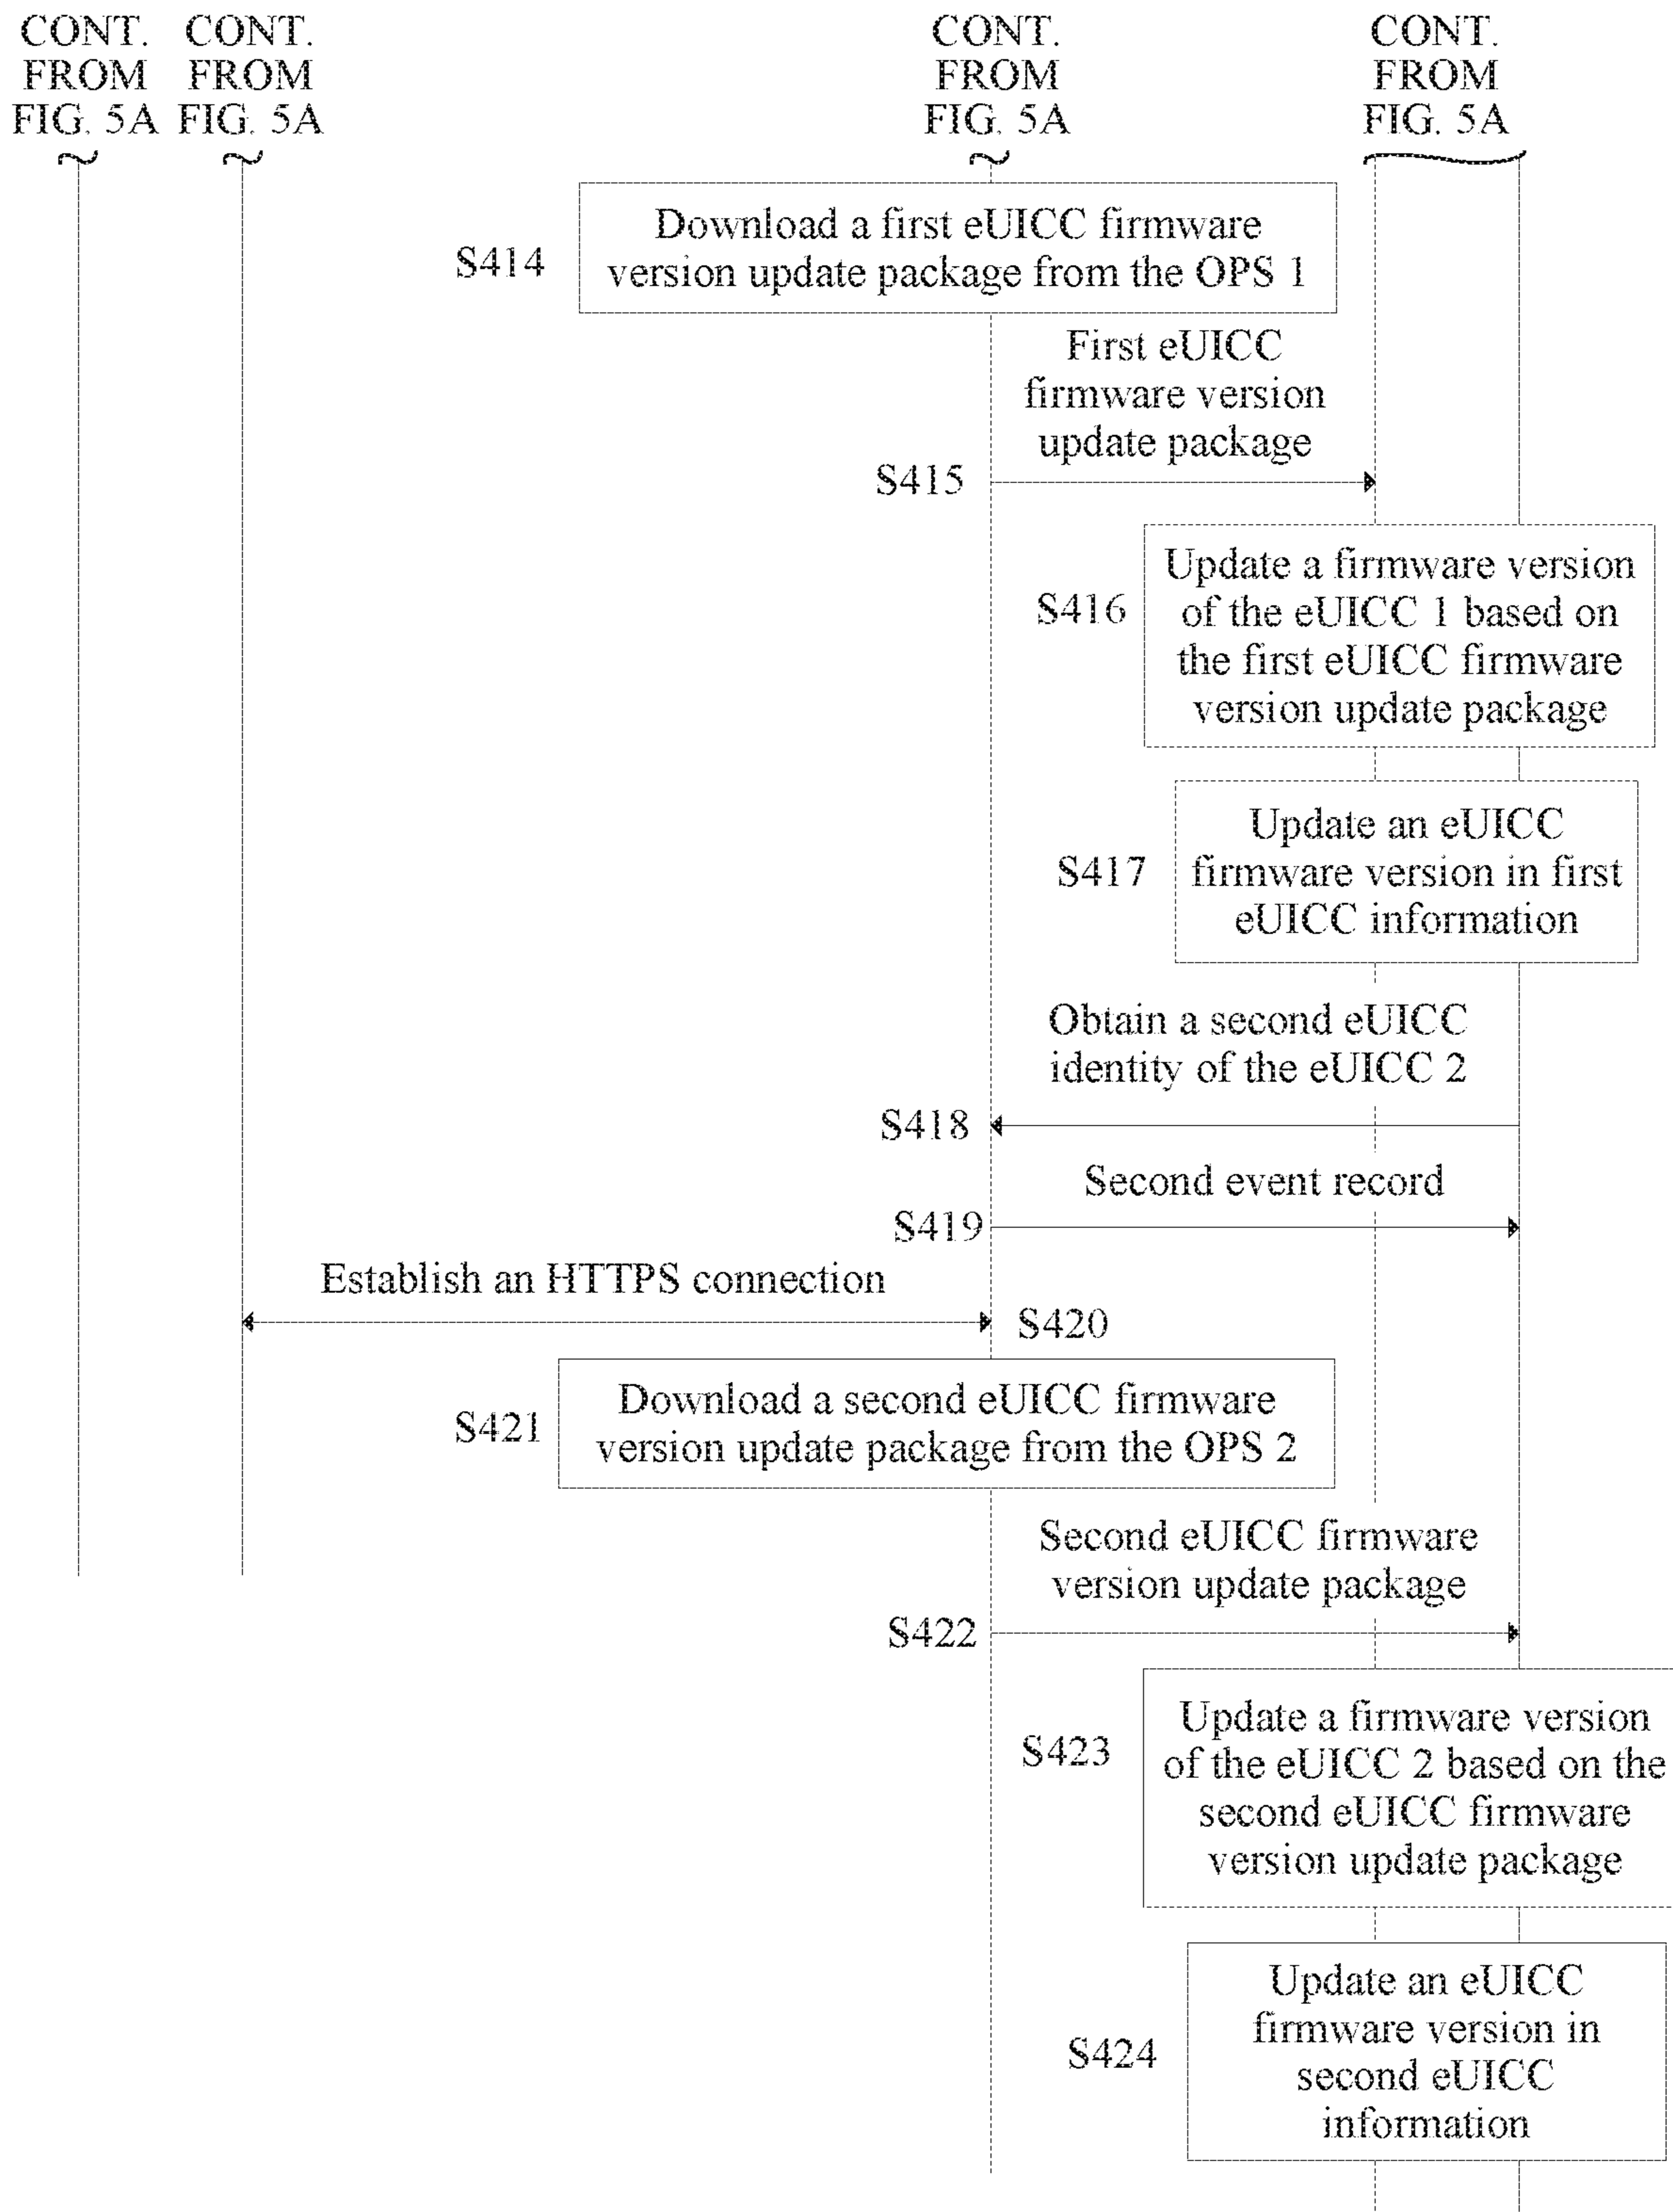 CONT.
FROM
FIG. 5A
CONT.
FROM
FIG. 5A
CONT.
FROM
FIG. 5A
CONT.
FROM
FIG. 5A
S414
Download a first eUICC firmware
version update package from the OPS 1
First eUICC
firmware version
update package
S415
S416
Update a firmware version
of the eUICC 1 based on
the first eUICC firmware
version update package
S417
Update an eUICC
firmware version in first
eUICC information
Obtain a second eUICC
identity of the eUICC 2
S418
Second event record
S419
Establish an HTTPS connection
S420
S421
Download a second eUICC firmware
version update package from the OPS 2
Second eUICC firmware
version update package
S422
S423
Update a firmware version
of the eUICC 2 based on the
second eUICC firmware
version update package
S424
Update an eUICC
firmware version in
second eUICC
information